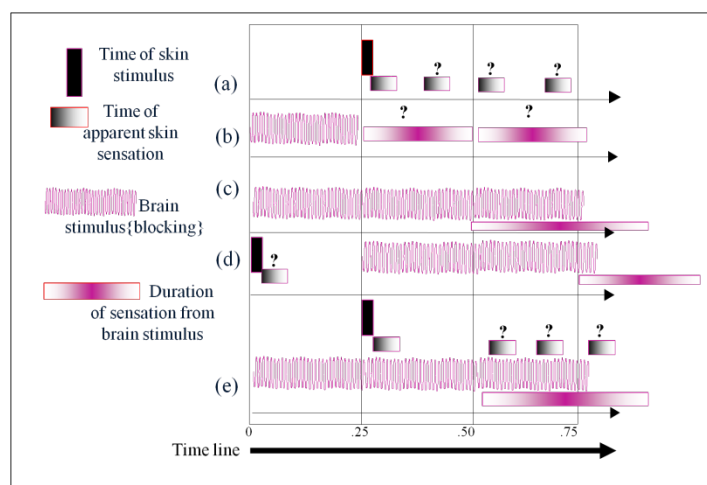 Time of skin
stimulus
Time of
apparent skin
sensation
Brain
stimulus{blocking}
Duration
of sensation from
brain stimulus
(a)
? ? ?
?
(b)
? ?
(c)
(d)
?
(e)
? ? ?
0 .25 .50 .75
Time line